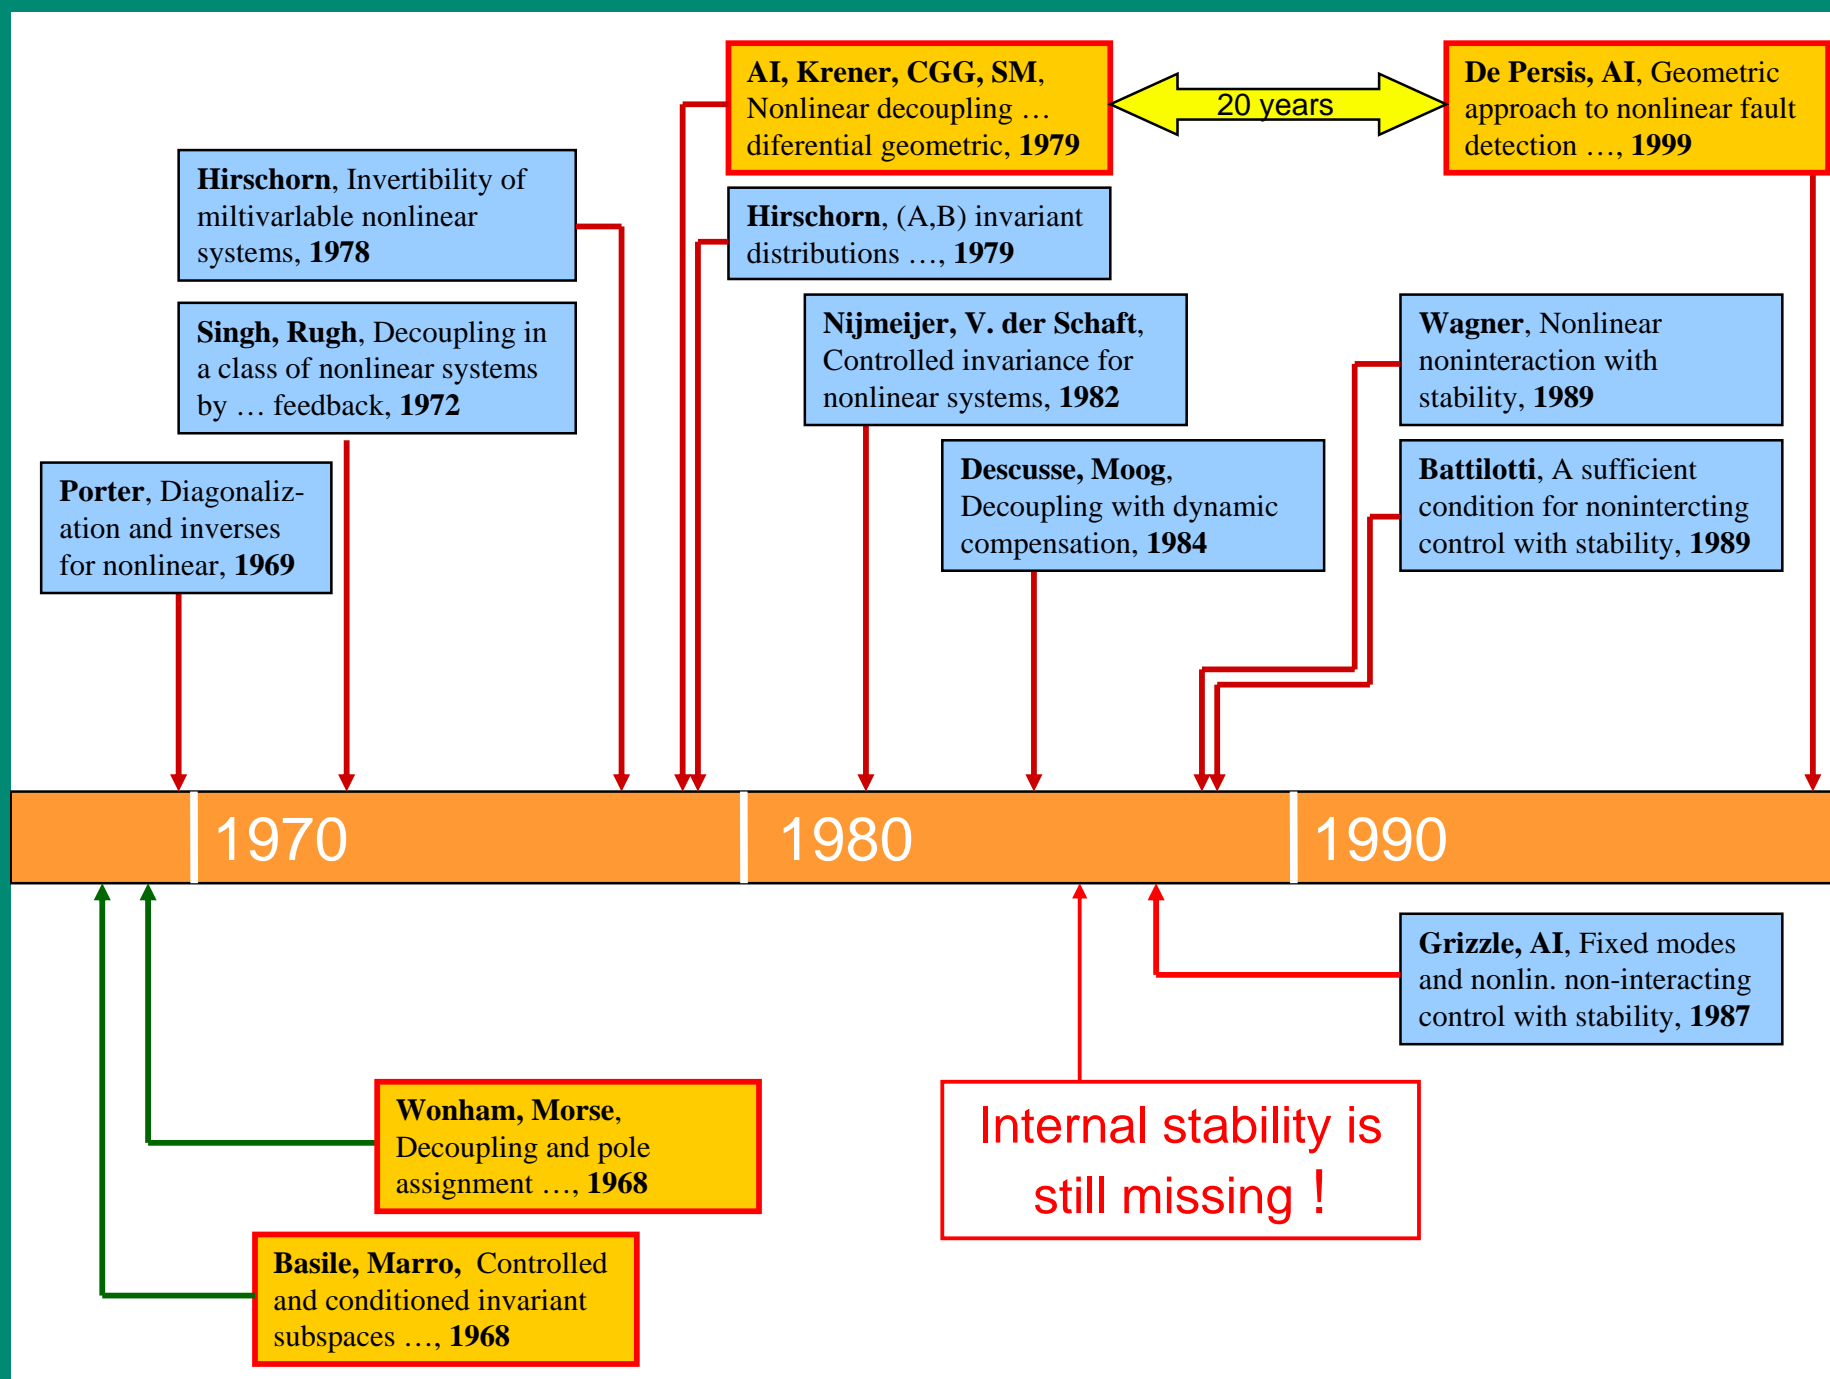 AI, Krener, CGG, SM,
Nonlinear decoupling …
diferential geometric, 1979
20 years
De Persis, AI, Geometric
approach to nonlinear fault
detection …, 1999
Hirschorn, Invertibility of
miltivarlable nonlinear
systems, 1978
Hirschorn, (A,B) invariant
distributions …, 1979
Singh, Rugh, Decoupling in
a class of nonlinear systems
by … feedback, 1972
Nijmeijer, V. der Schaft,
Controlled invariance for
nonlinear systems, 1982
Wagner, Nonlinear
noninteraction with
stability, 1989
Porter, Diagonaliz-
ation and inverses
for nonlinear, 1969
Descusse, Moog,
Decoupling with dynamic
compensation, 1984
Battilotti, A sufficient
condition for nonintercting
control with stability, 1989
1970
1980
1990
Grizzle, AI, Fixed modes
and nonlin. non-interacting
control with stability, 1987
Wonham, Morse,
Decoupling and pole
assignment …, 1968
Internal stability is
still missing !
Basile, Marro, Controlled
and conditioned invariant
subspaces …, 1968